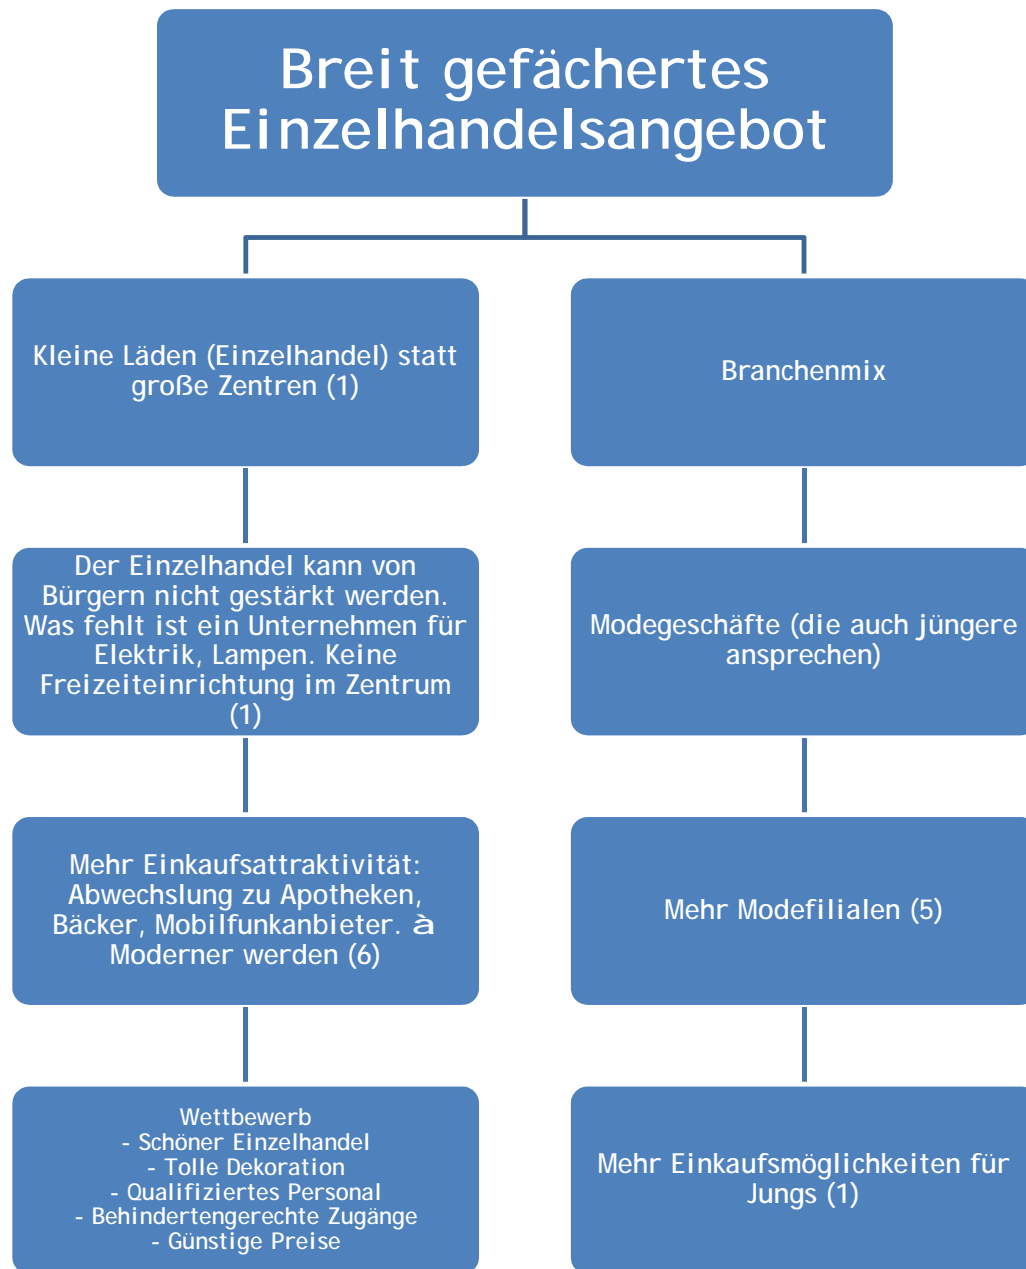 Breit gefächertes
Einzelhandelsangebot
Kleine Läden (Einzelhandel) statt
große Zentren (1)
Der Einzelhandel kann von
Bürgern nicht gestärkt werden.
Was fehlt ist ein Unternehmen für
Elektrik, Lampen. Keine
Freizeiteinrichtung im Zentrum
(1)
Mehr Einkaufsattraktivität:
Abwechslung zu Apotheken,
Bäcker, Mobilfunkanbieter. à
Moderner werden (6)
Wettbewerb
- Schöner Einzelhandel
- Tolle Dekoration
- Qualifiziertes Personal
- Behindertengerechte Zugänge
- Günstige Preise
Branchenmix
Modegeschäfte (die auch jüngere
ansprechen)
Mehr Modefilialen (5)
Mehr Einkaufsmöglichkeiten für
Jungs (1)